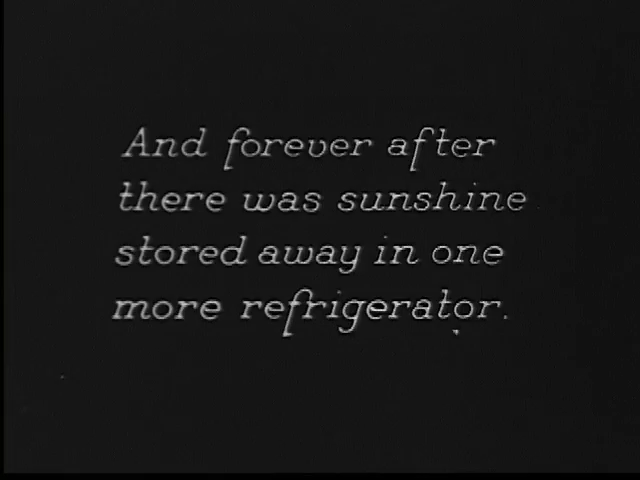 And forever after
there was sunshine
stored away in one
more refrigerator.